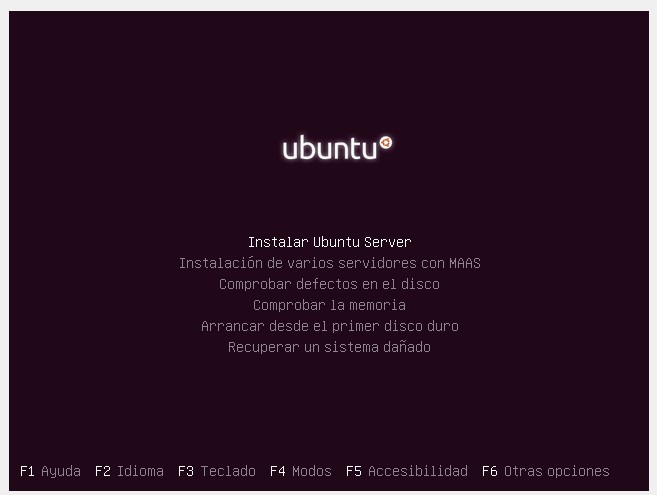 ubuntu
Instalar Ubuntu Server
Instalación de varios servidores con MAAS
Comprobar defectos en el disco
Comprobar la memoria
Arrancar desde el primer disco duro
Recuperar un sistema dañado
F1 Ayuda F2 Idioma F3 Teclado F4 Modos F5 Accesibilidad F6 Otras opciones